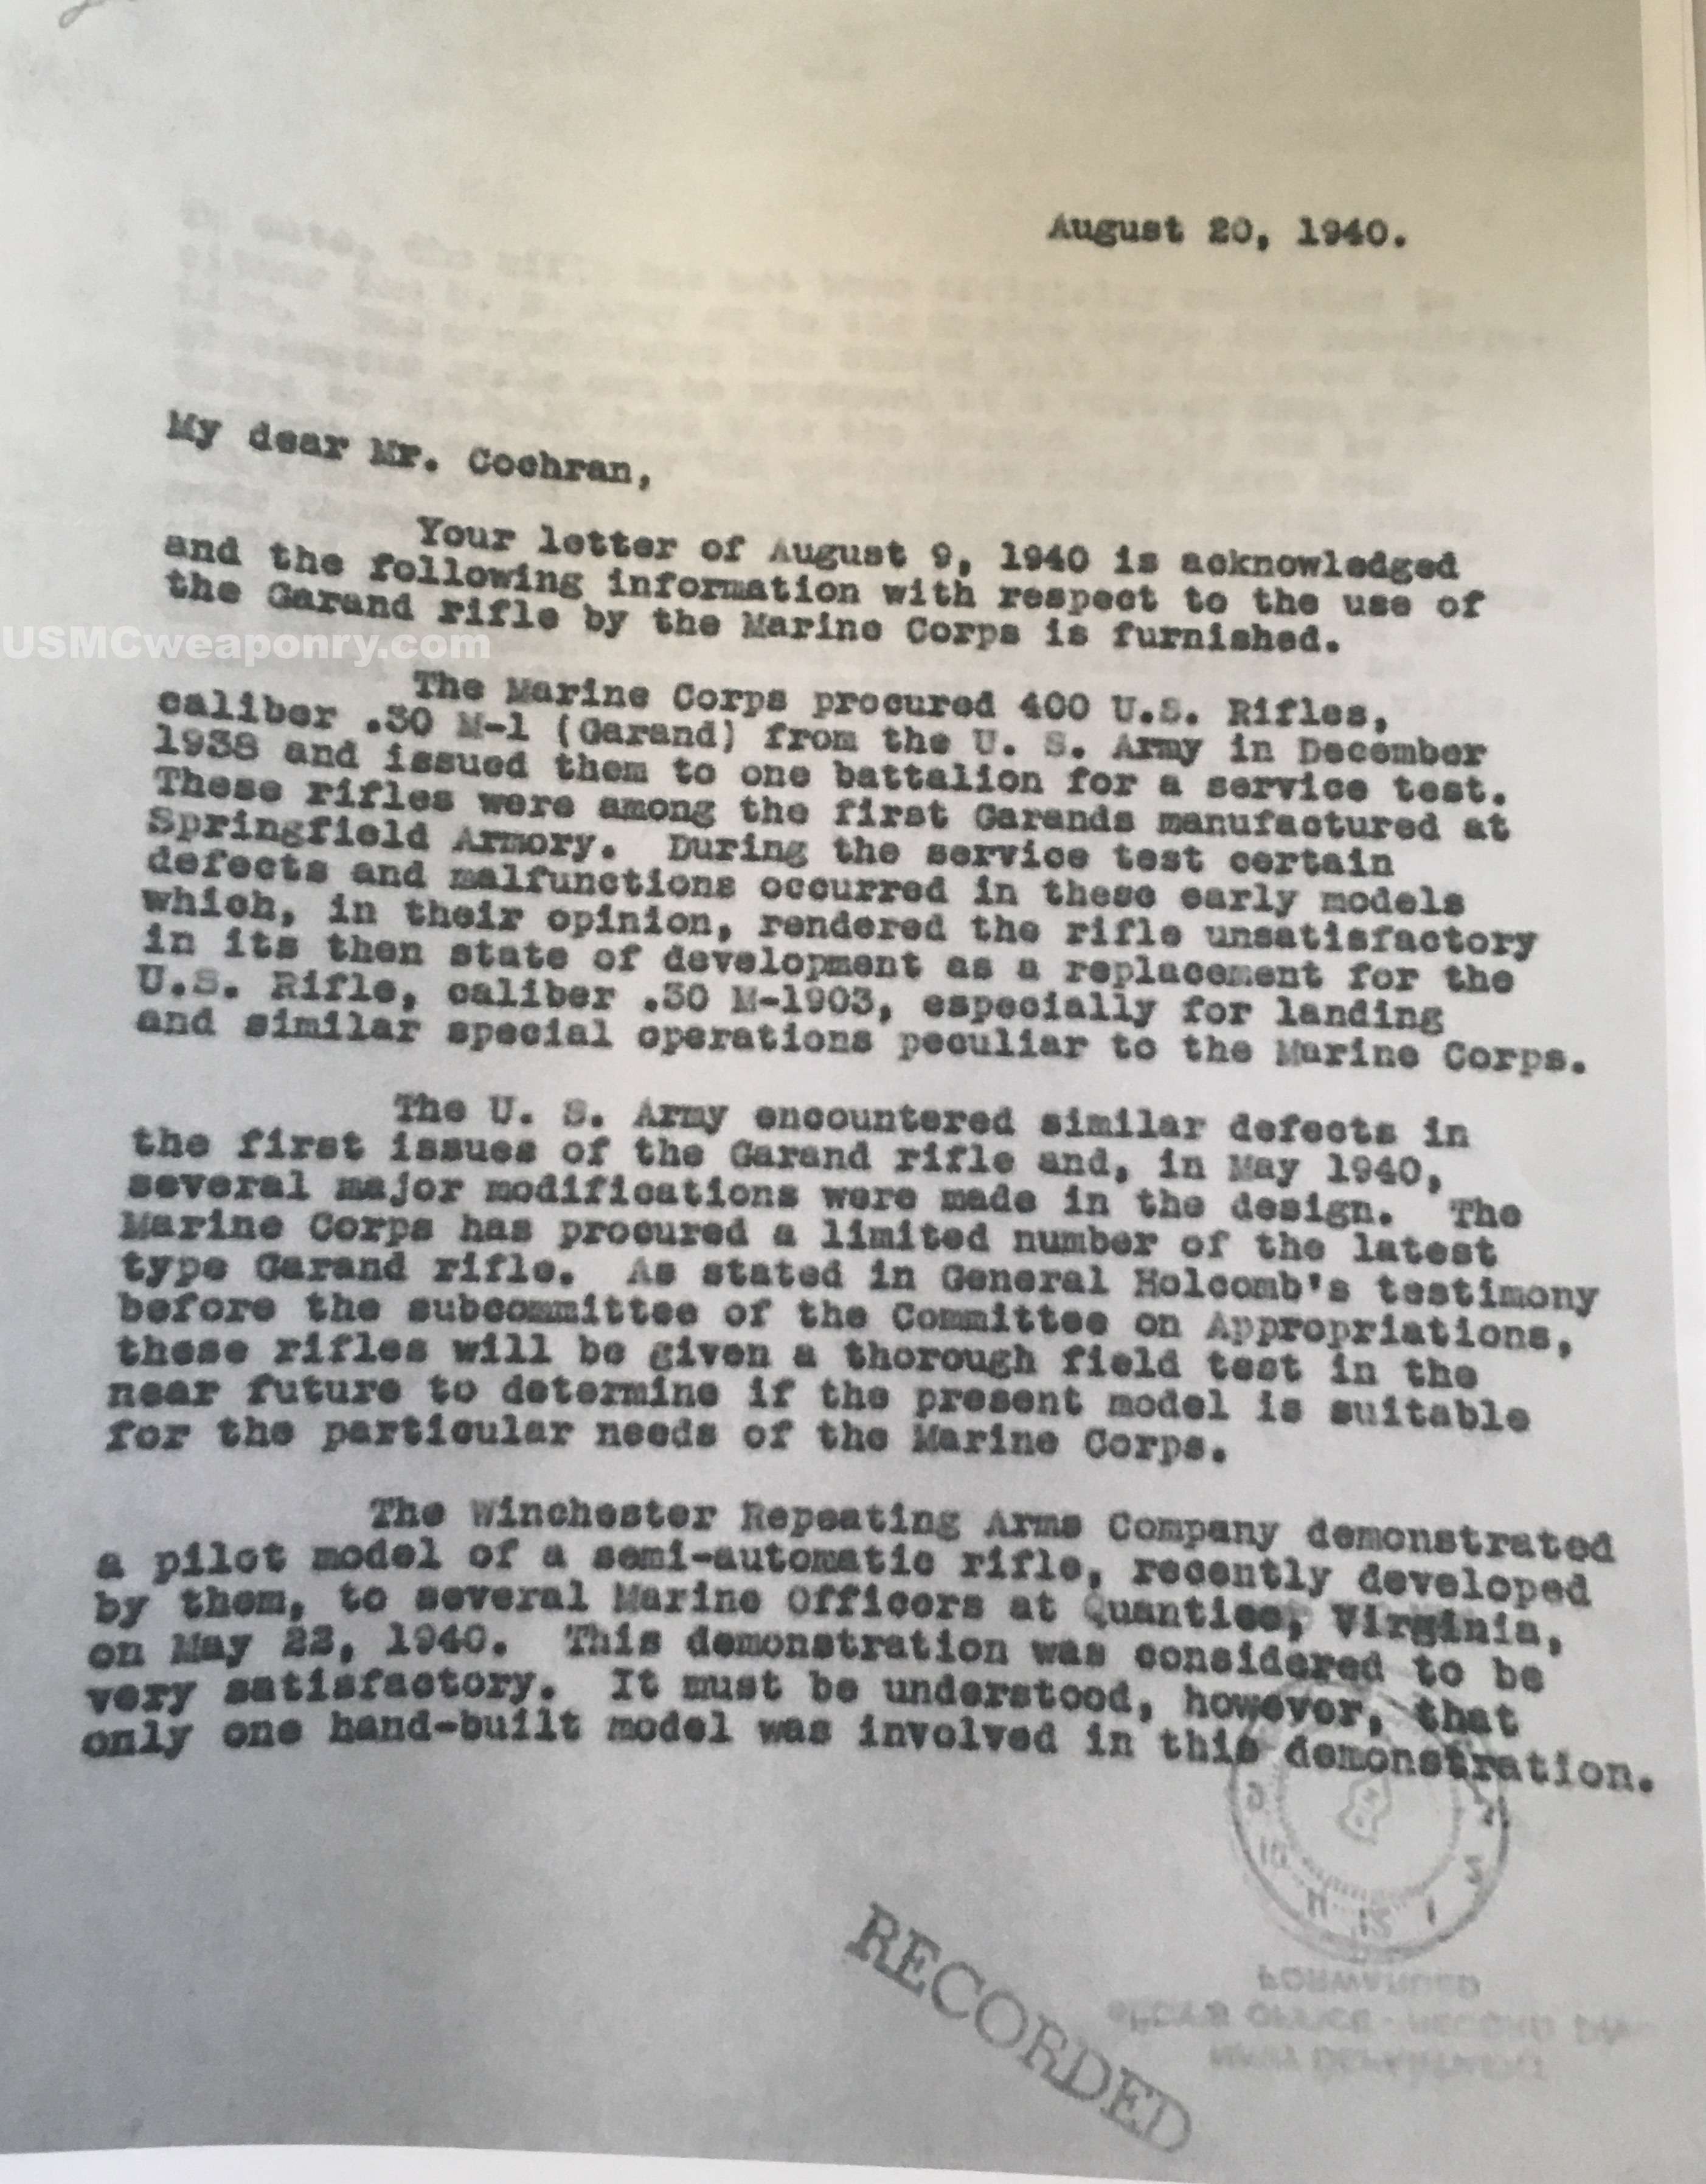 August 20, 1940.
My dear Mr. Cochran,
Your letter of August 9, 1940 is acknowledged
and the following information with respect to the use of
the Garand rifle by the Marine Corps is furnished.
USMCweaponry.com
The Marine Corps procured 400 U.S. Rifles,
caliber .30 M-1 (Garand) from the U. S. Army in December
1938 and issued them to one battalion for a service test.
These rifles were among the first Garands manufactured at
Springfield Armory. During the service test certain
defects and malfunctions occurred in these early models
which, in their opinion, rendered the rifle unsatisfactory
in its then state of development as a replacement for the
U.S. Rifle, caliber .30 M-1903, especially for landing
and similar special operations peculiar to the Marine Corps.
The U. S. Army encountered similar defects in
the first issues of the Garand rifle and, in May 1940,
several major modifications were made in the design. The
Marine Corps has procured a limited number of the latest
type Garand rifle. As stated in General Holcomb's testimony
before the subcommittee of the Committee on Appropriations,
these rifles will be given a thorough field test in the
near future to determine if the present model is suitable
for the particular needs of the Marine Corps.
The Winchester Repeating Arms Company demonstrated
a pilot model of a semi-automatic rifle, recently developed
by them, to several Marine Officers at Quantico, Virginia,
on May 23, 1940. This demonstration was considered to be
very satisfactory. It must be understood, however, that
only one hand-built model was involved in this demonstration.
RECORDED